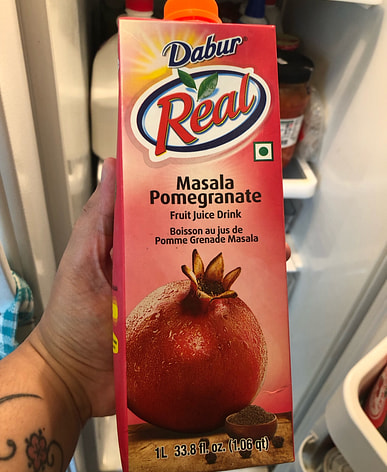 Dabur
Real
Masala
Pomegranate
Fruit Juice Drink
Boisson au jus de
Pomme Grenade Masala
1L 33.8 fl. oz. (1.06 qt)